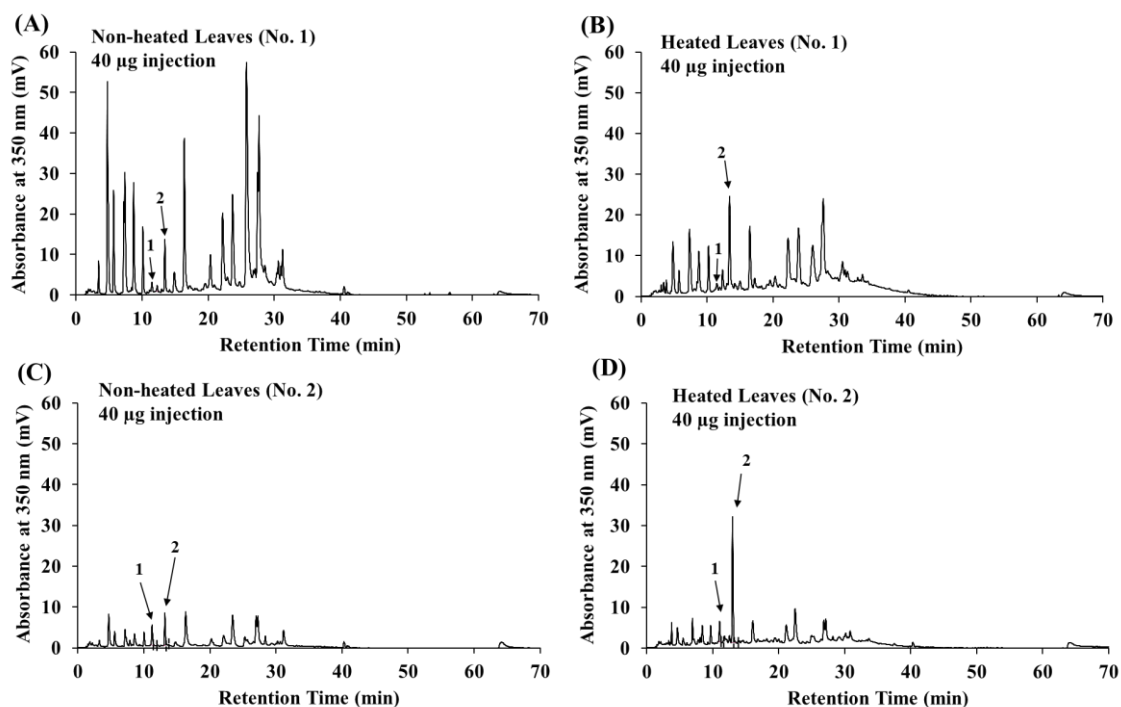 (A)
Non-heated Leaves (No. 1)
40 μg injection
Absorbance at 350 nm (mV)
60
50
40
30
20
10
0
2
1
0 10 20 30 40 50 60 70
Retention Time (min)
(B)
Heated Leaves (No. 1)
40 μg injection
Absorbance at 350 nm (mV)
60
50
40
30
20
10
0
2
1
0 10 20 30 40 50 60 70
Retention Time (min)
(C)
Non-heated Leaves (No. 2)
40 μg injection
Absorbance at 350 nm (mV)
60
50
40
30
20
10
0
2
1
0 10 20 30 40 50 60 70
Retention Time (min)
(D)
Heated Leaves (No. 2)
40 μg injection
Absorbance at 350 nm (mV)
60
50
40
30
20
10
0
2
1
0 10 20 30 40 50 60 70
Retention Time (min)